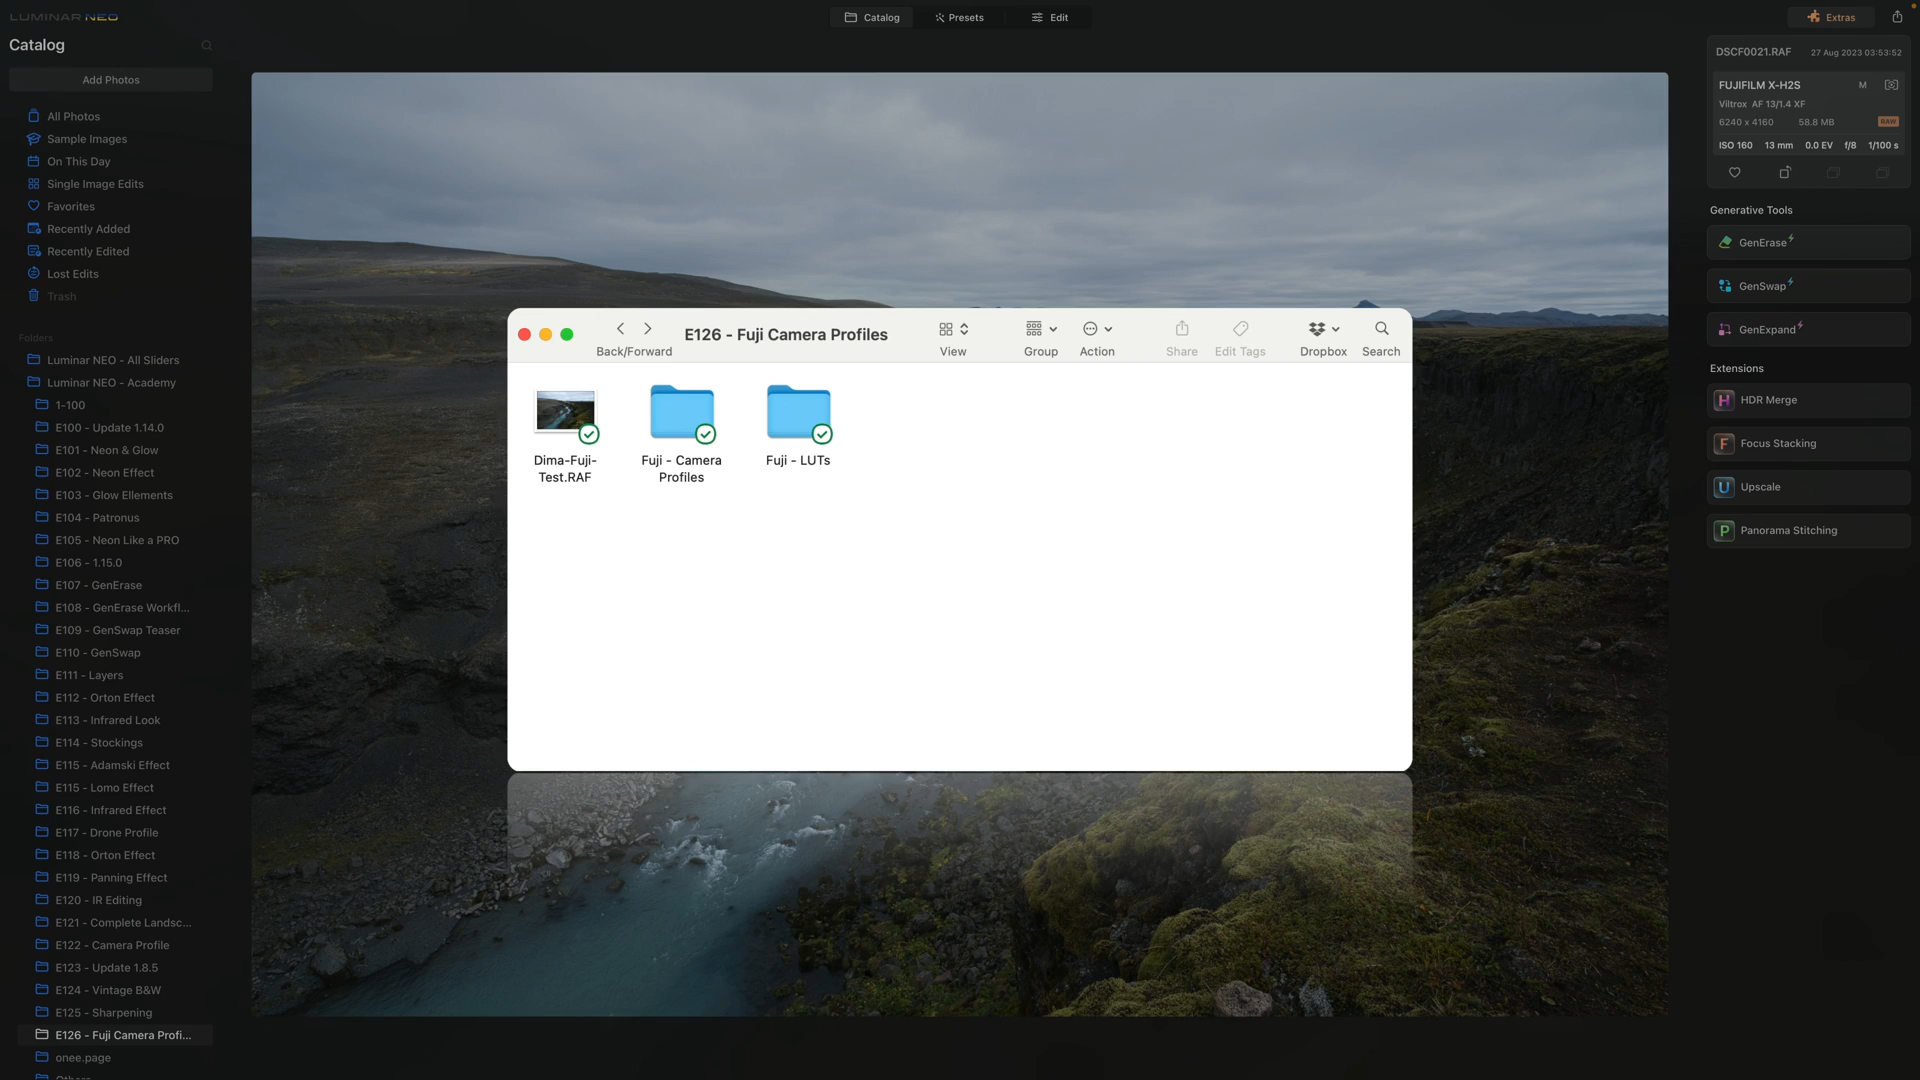 LUMINAR NEO
Catalog
Presets
Edit
Extras
Catalog
Add Photos
All Photos
Sample Images
On This Day
Single Image Edits
Favorites
Recently Added
Recently Edited
Lost Edits
Trash
Folders
Luminar NEO - All Sliders
Luminar NEO - Academy
1-100
E100 - Update 1.14.0
E101 - Neon & Glow
E102 - Neon Effect
E103 - Glow Ellements
E104 - Patronus
E105 - Neon Like a PRO
E106 - 1.15.0
E107 - GenErase
E108 - GenErase Workfl...
E109 - GenSwap Teaser
E110 - GenSwap
E111 - Layers
E112 - Orton Effect
E113 - Infrared Look
E114 - Stockings
E115 - Adamski Effect
E115 - Lomo Effect
E116 - Infrared Effect
E117 - Drone Profile
E118 - Orton Effect
E119 - Panning Effect
E120 - IR Editing
E121 - Complete Landsc...
E122 - Camera Profile
E123 - Update 1.8.5
E124 - Vintage B&W
E125 - Sharpening
E126 - Fuji Camera Profi...
onee.page
E126 - Fuji Camera Profiles
Back/Forward
View
Group
Action
Share
Edit Tags
Dropbox
Search
Dima-Fuji-
Test.RAF
Fuji - Camera
Profiles
Fuji - LUTs
DSCF0021.RAF 27 Aug 2023 03:53:52
FUJIFILM X-H2S M
Viltrox AF 13/1.4 XF
6240 x 4160 58.8 MB RAW
ISO 160 13 mm 0.0 EV f/8 1/100 s
Generative Tools
GenErase
GenSwap
GenExpand
Extensions
H HDR Merge
F Focus Stacking
U Upscale
P Panorama Stitching